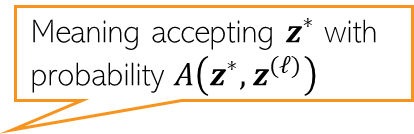 Meaning accepting 𝒛* with
probability 𝐴(𝒛*, 𝒛⁽ℓ⁾)